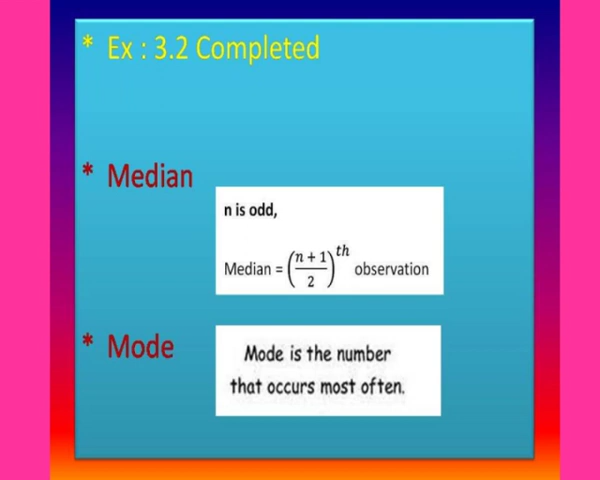 * Ex : 3.2 Completed
* Median
n is odd,
Median = ((n + 1)/2)^th observation
* Mode
Mode is the number
that occurs most often.